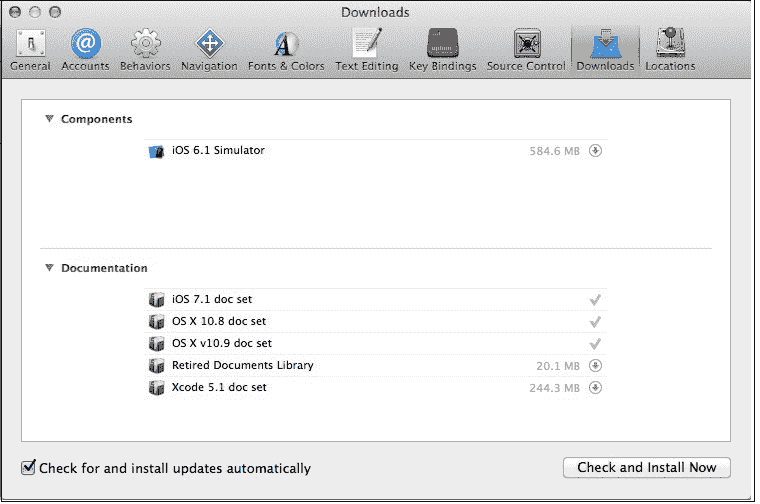 Downloads
General Accounts Behaviors Navigation Fonts & Colors Text Editing Key Bindings Source Control Downloads Locations
Components
iOS 6.1 Simulator 584.6 MB
Documentation
iOS 7.1 doc set
OS X 10.8 doc set
OS X v10.9 doc set
Retired Documents Library 20.1 MB
Xcode 5.1 doc set 244.3 MB
Check for and install updates automatically Check and Install Now